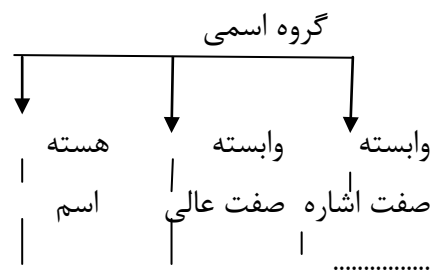 گروه اسمی
وابسته وابسته هسته
صفت اشاره صفت عالی اسم
................